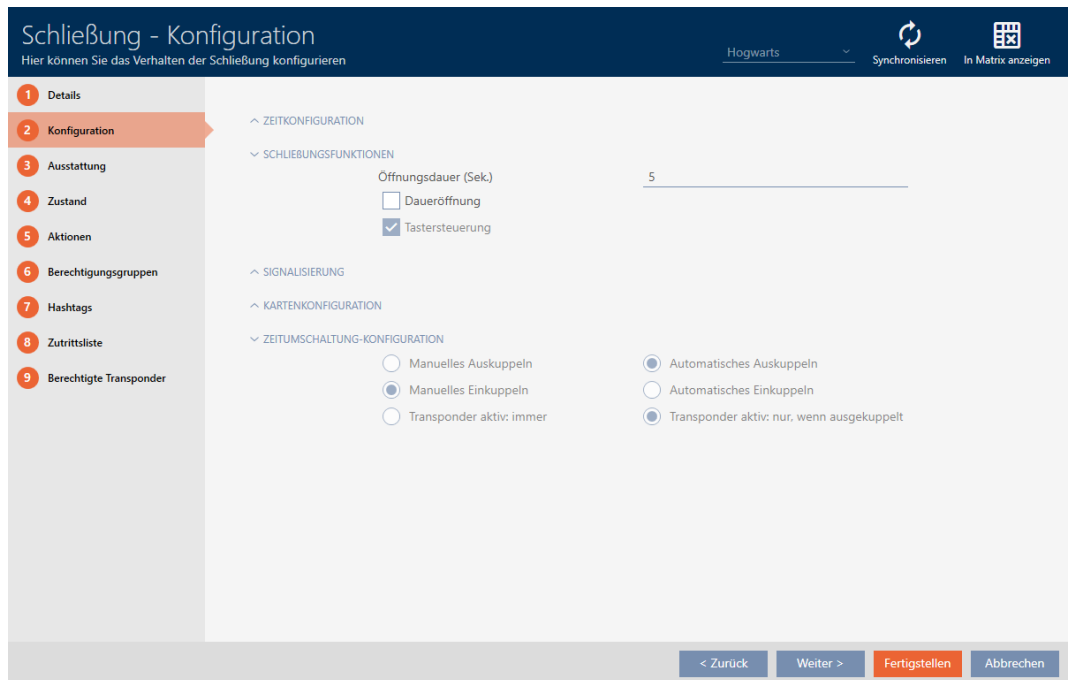 Schließung - Konfiguration
Hier können Sie das Verhalten der Schließung konfigurieren
Hogwarts
Synchronisieren
In Matrix anzeigen
1 Details
2 Konfiguration
3 Ausstattung
4 Zustand
5 Aktionen
6 Berechtigungsgruppen
7 Hashtags
8 Zutrittsliste
9 Berechtigte Transponder
ZEITKONFIGURATION
SCHLIEßUNGSFUNKTIONEN
Öffnungsdauer (Sek.) 5
Daueröffnung
Tastersteuerung
SIGNALISIERUNG
KARTENKONFIGURATION
ZEITUMSCHALTUNG-KONFIGURATION
Manuelles Auskuppeln Automatisches Auskuppeln
Manuelles Einkuppeln Automatisches Einkuppeln
Transponder aktiv: immer Transponder aktiv: nur, wenn ausgekuppelt
< Zurück Weiter > Fertigstellen Abbrechen